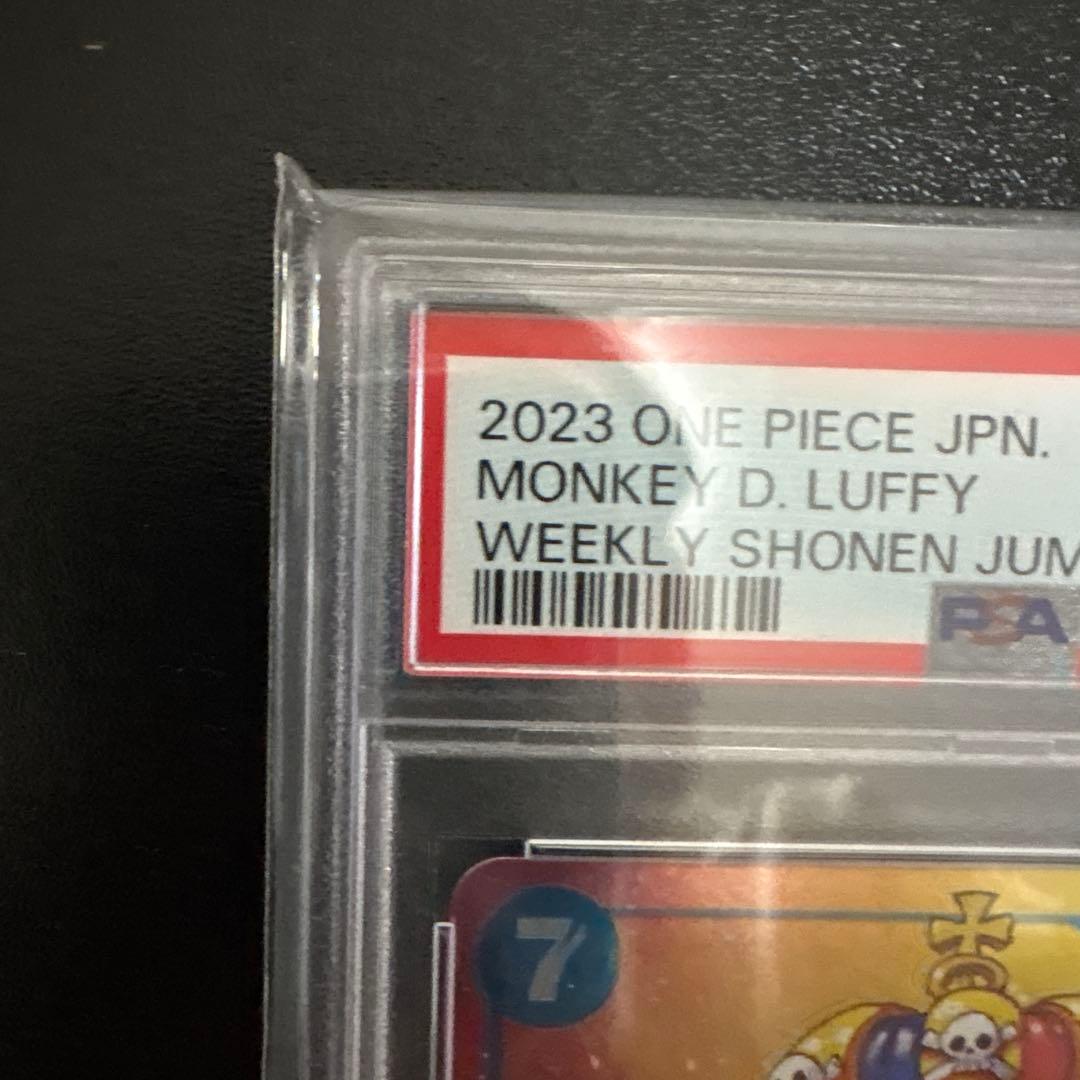 2023 ONE PIECE JPN.
MONKEY D. LUFFY
WEEKLY SHONEN JUM
PSA
7